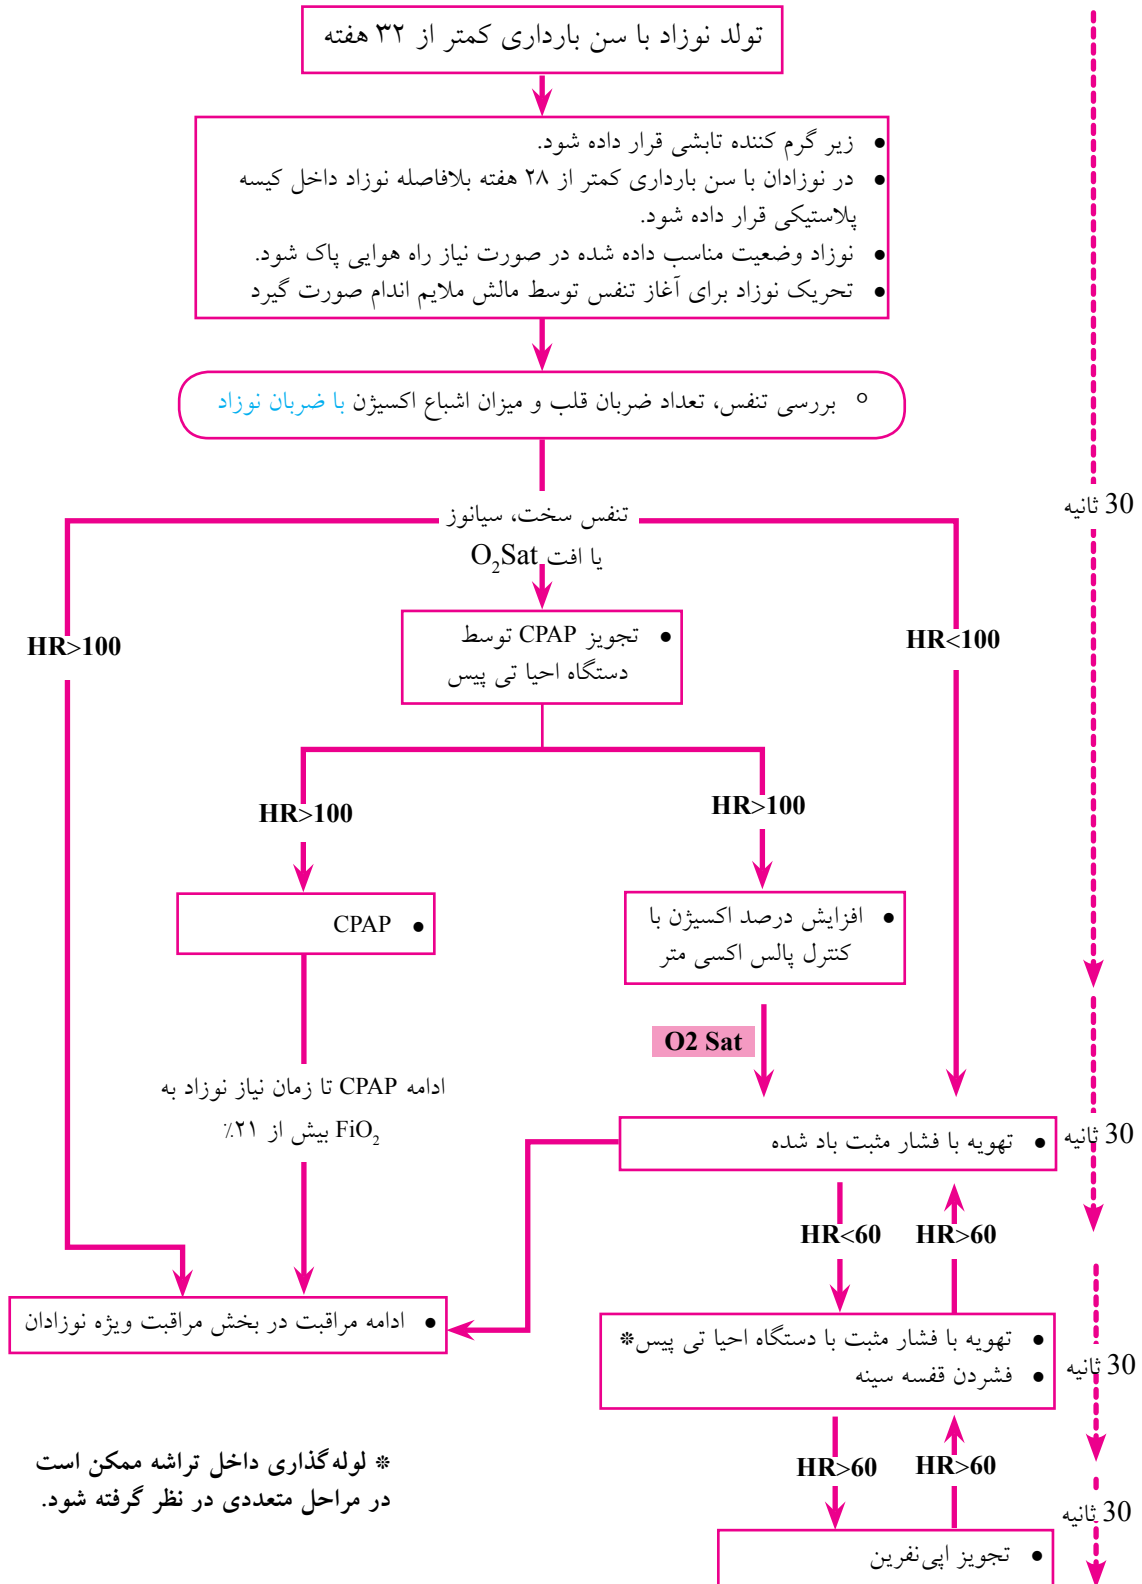 تولد نوزاد با سن بارداری کمتر از ۳۲ هفته
• زیر گرم کننده تابشی قرار داده شود.
• در نوزادان با سن بارداری کمتر از ۲۸ هفته بلافاصله نوزاد داخل کیسه
پلاستیکی قرار داده شود.
• نوزاد وضعیت مناسب داده شده در صورت نیاز راه هوایی پاک شود.
• تحریک نوزاد برای آغاز تنفس توسط مالش ملایم اندام صورت گیرد
○ بررسی تنفس، تعداد ضربان قلب و میزان اشباع اکسیژن با ضربان نوزاد
30 ثانیه
تنفس سخت، سیانوز
یا افت O₂Sat
HR<100
HR>100
• تجویز CPAP توسط
دستگاه احیا تی پیس
HR>100
HR>100
• افزایش درصد اکسیژن با
کنترل پالس اکسی متر
• CPAP
O2 Sat
ادامه CPAP تا زمان نیاز نوزاد به
FiO₂ بیش از ۲۱٪
30 ثانیه
• تهویه با فشار مثبت باد شده
HR<60
HR>60
• ادامه مراقبت در بخش مراقبت ویژه نوزادان
• تهویه با فشار مثبت با دستگاه احیا تی پیس*
• فشردن قفسه سینه
30 ثانیه
HR>60
HR>60
* لوله‌گذاری داخل تراشه ممکن است
در مراحل متعددی در نظر گرفته شود.
30 ثانیه
• تجویز اپی‌نفرین